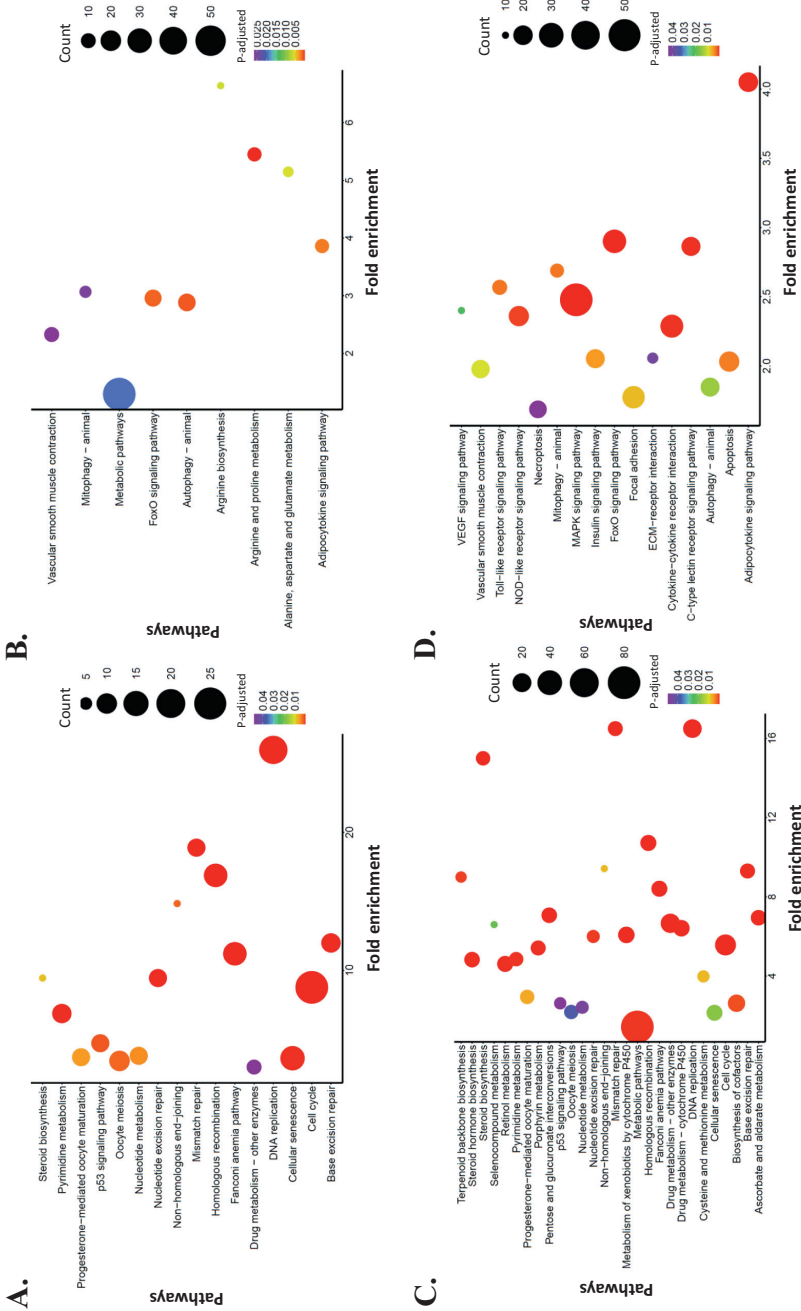 A.
Pathways
Steroid biosynthesis
Pyrimidine metabolism
Progesterone−mediated oocyte maturation
p53 signaling pathway
Oocyte meiosis
Nucleotide metabolism
Nucleotide excision repair
Non−homologous end−joining
Mismatch repair
Homologous recombination
Fanconi anemia pathway
Drug metabolism − other enzymes
DNA replication
Cellular senescence
Cell cycle
Base excision repair
10
20
Fold enrichment
Count
5
10
15
20
25
P-adjusted
0.04
0.03
0.02
0.01
B.
Pathways
Vascular smooth muscle contraction
Mitophagy − animal
Metabolic pathways
FoxO signaling pathway
Autophagy − animal
Arginine biosynthesis
Arginine and proline metabolism
Alanine, aspartate and glutamate metabolism
Adipocytokine signaling pathway
2
3
4
5
6
Fold enrichment
Count
10
20
30
40
50
P-adjusted
0.025
0.020
0.015
0.010
0.005
C.
Pathways
Terpenoid backbone biosynthesis
Steroid hormone biosynthesis
Steroid biosynthesis
Selenocompound metabolism
Retinol metabolism
Pyrimidine metabolism
Progesterone−mediated oocyte maturation
Porphyrin metabolism
Pentose and glucuronate interconversions
p53 signaling pathway
Oocyte meiosis
Nucleotide metabolism
Nucleotide excision repair
Non−homologous end−joining
Mismatch repair
Metabolism of xenobiotics by cytochrome P450
Metabolic pathways
Homologous recombination
Fanconi anemia pathway
Drug metabolism − other enzymes
Drug metabolism − cytochrome P450
DNA replication
Cysteine and methionine metabolism
Cellular senescence
Cell cycle
Biosynthesis of cofactors
Base excision repair
Ascorbate and aldarate metabolism
4
8
12
16
Fold enrichment
Count
20
40
60
80
P-adjusted
0.04
0.03
0.02
0.01
D.
Pathways
VEGF signaling pathway
Vascular smooth muscle contraction
Toll−like receptor signaling pathway
NOD−like receptor signaling pathway
Necroptosis
Mitophagy − animal
MAPK signaling pathway
Insulin signaling pathway
FoxO signaling pathway
Focal adhesion
ECM−receptor interaction
Cytokine−cytokine receptor interaction
C−type lectin receptor signaling pathway
Autophagy − animal
Apoptosis
Adipocytokine signaling pathway
2.0
2.5
3.0
3.5
4.0
Fold enrichment
Count
10
20
30
40
50
P-adjusted
0.04
0.03
0.02
0.01